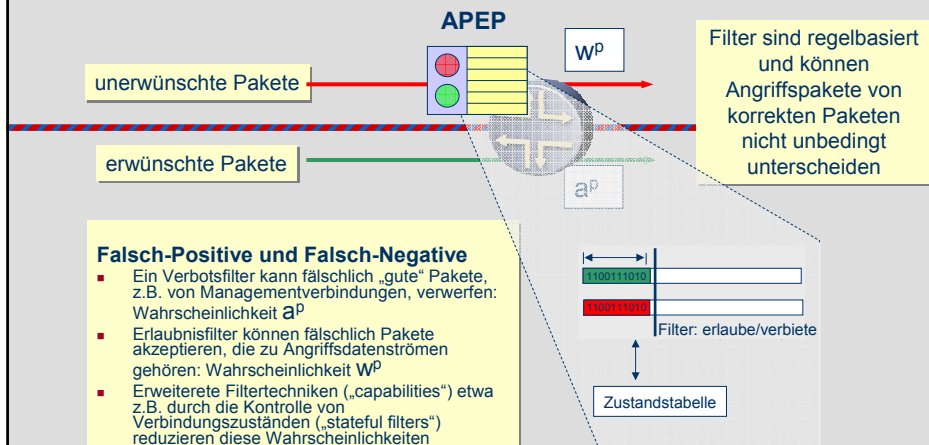 APEP
w^p
Filter sind regelbasiert
und können
Angriffspakete von
korrekten Paketen
nicht unbedingt
unterscheiden
unerwünschte Pakete
erwünschte Pakete
a^p
Falsch-Positive und Falsch-Negative
Ein Verbotsfilter kann fälschlich „gute“ Pakete,
z.B. von Managementverbindungen, verwerfen:
Wahrscheinlichkeit a^p
Erlaubnisfilter können fälschlich Pakete
akzeptieren, die zu Angriffsdatenströmen
gehören: Wahrscheinlichkeit w^p
Erweiterete Filtertechniken („capabilities“) etwa
z.B. durch die Kontrolle von
Verbindungszuständen („stateful filters“)
reduzieren diese Wahrscheinlichkeiten
1100111010
1100111010
Filter: erlaube/verbiete
Zustandstabelle